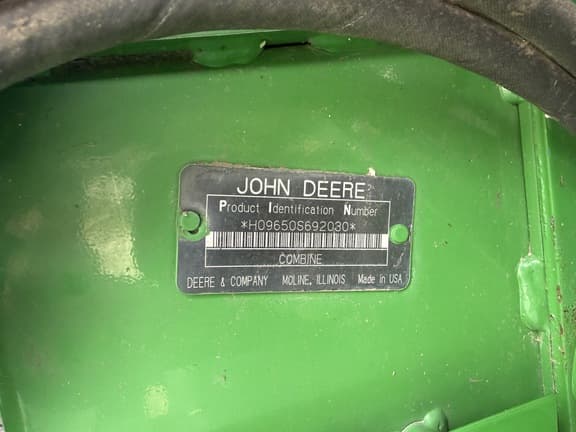 JOHN DEERE
Product Identification Number
*H09650S692030*
COMBINE
DEERE & COMPANY MOLINE, ILLINOIS Made in USA